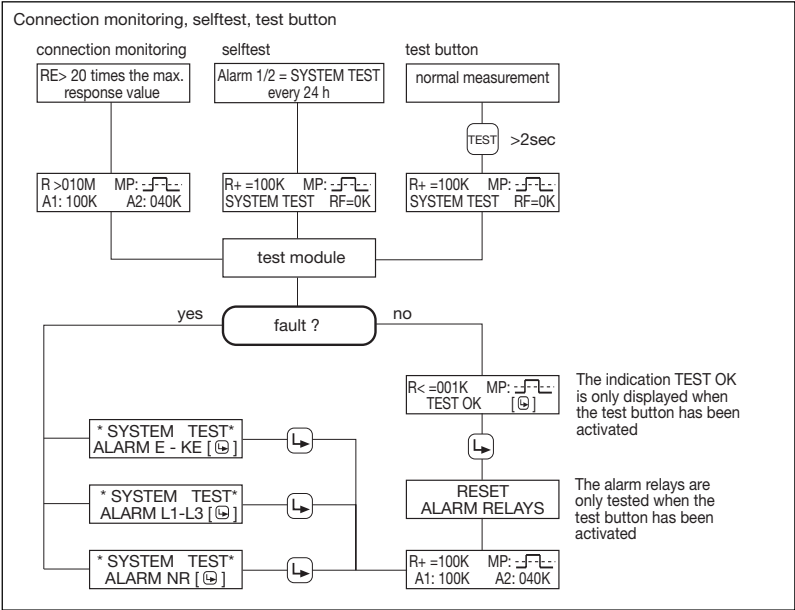 Connection monitoring, selftest, test button
connection monitoring
selftest
test button
RE> 20 times the max.
response value
Alarm 1/2 = SYSTEM TEST
every 24 h
normal measurement
TEST
>2sec
R >010M MP:
A1: 100K A2: 040K
R+ =100K MP:
SYSTEM TEST RF=0K
R+ =100K MP:
SYSTEM TEST RF=0K
test module
yes
fault ?
no
R< =001K MP:
TEST OK [ ]
The indication TEST OK
is only displayed when
the test button has been
activated
* SYSTEM TEST*
ALARM E - KE [ ]
* SYSTEM TEST*
ALARM L1-L3 [ ]
* SYSTEM TEST*
ALARM NR [ ]
RESET
ALARM RELAYS
The alarm relays are
only tested when the
test button has been
activated
R+ =100K MP:
A1: 100K A2: 040K